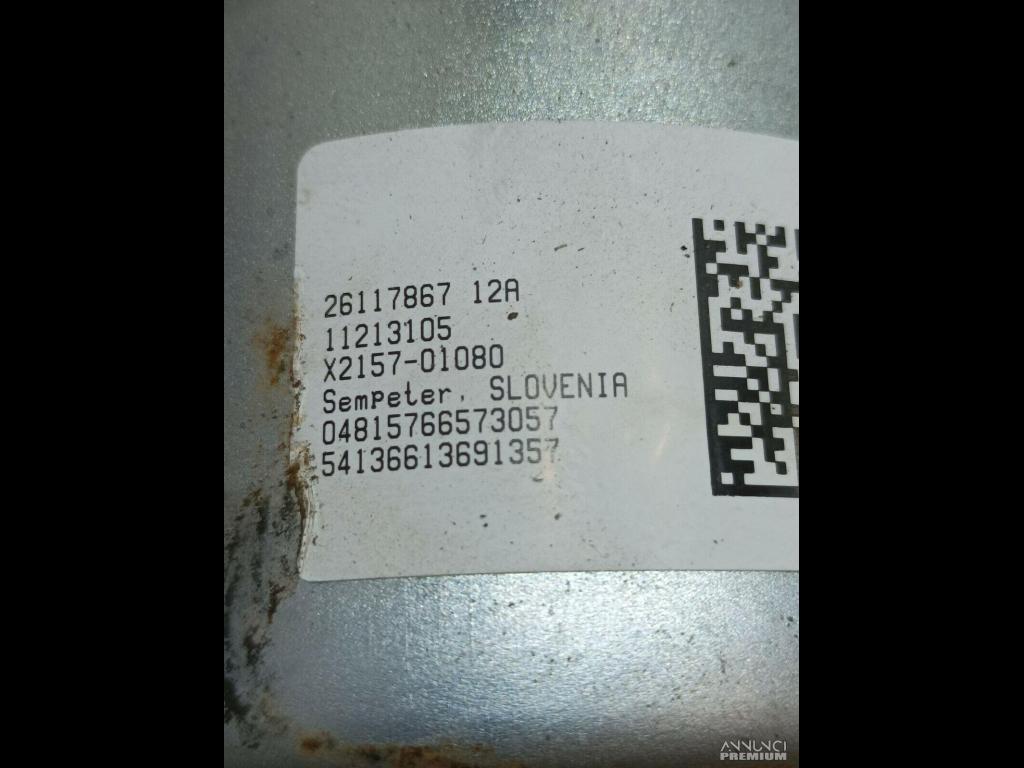 26117867 12A
11213105
X2157-01080
SemPeter, SLOVENIA
04815766573057
54136613691357
ANNUNCI
PREMIUM